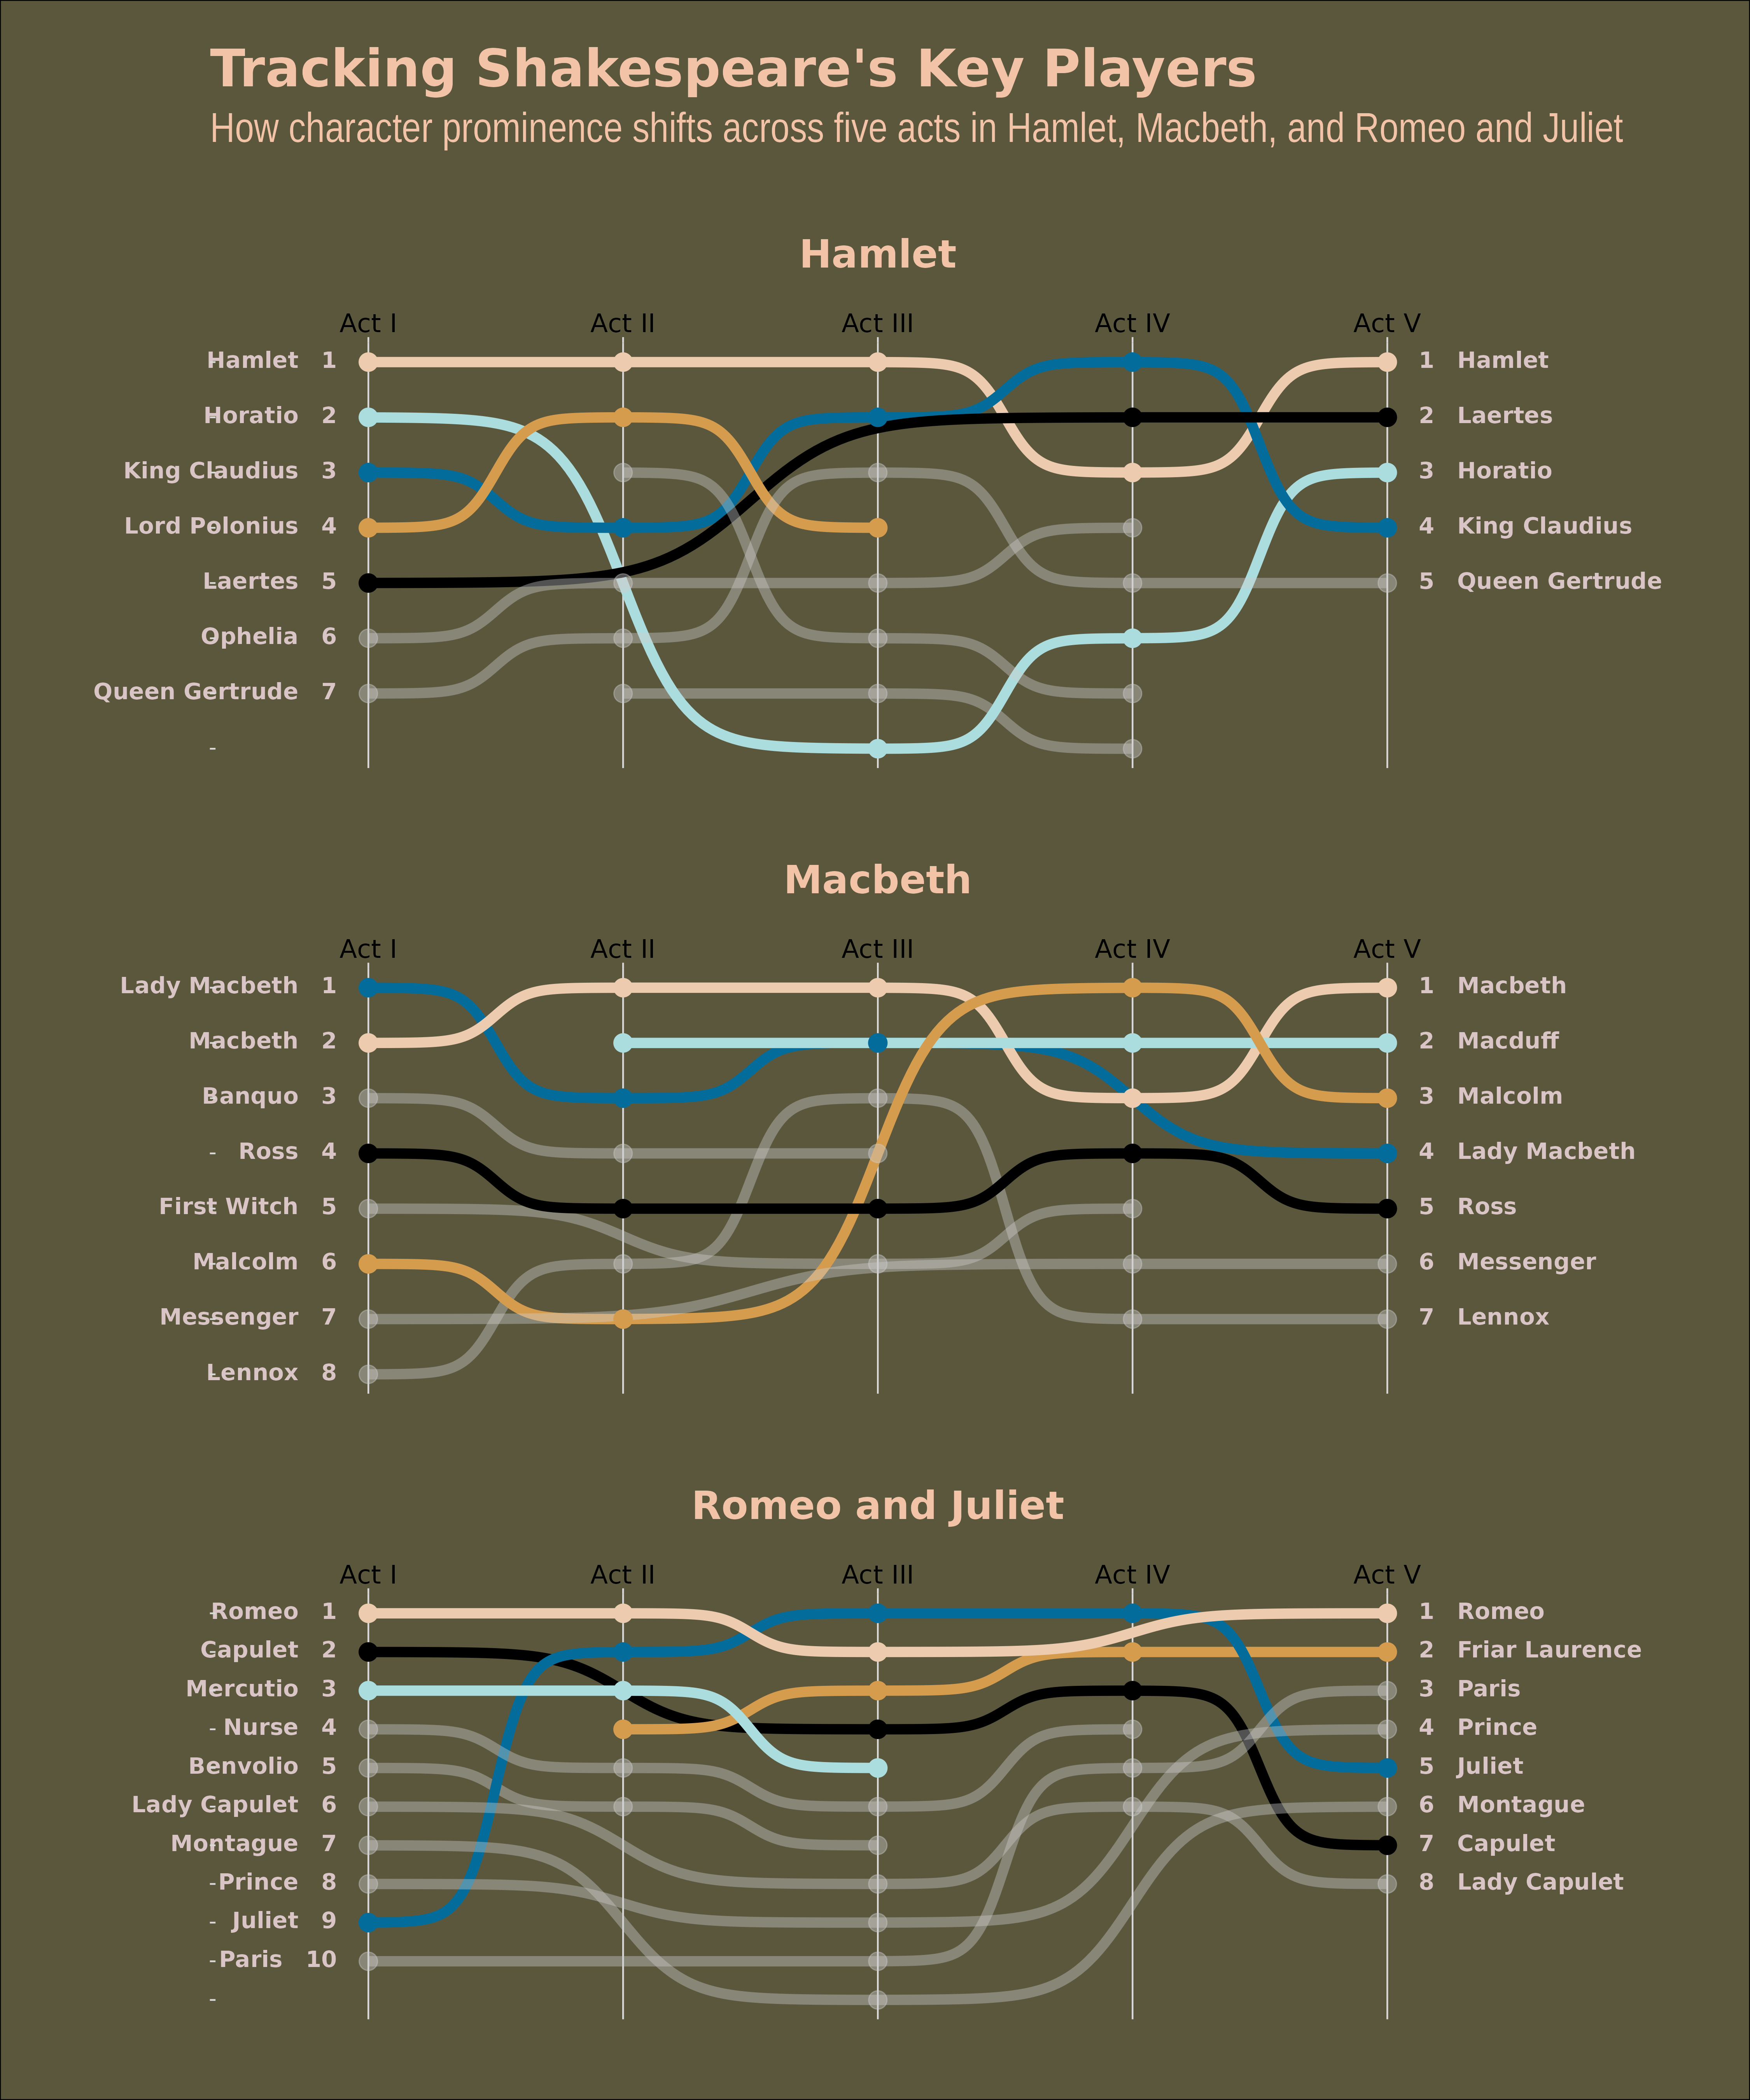 Tracking Shakespeare's Key Players
How character prominence shifts across five acts in Hamlet, Macbeth, and Romeo and Juliet
Hamlet
Act I Act II Act III Act IV Act V
Hamlet 1 1 Hamlet
Horatio 2 2 Laertes
King Claudius 3 3 Horatio
Lord Polonius 4 4 King Claudius
Laertes 5 5 Queen Gertrude
Ophelia 6
Queen Gertrude 7
-
Macbeth
Act I Act II Act III Act IV Act V
Lady Macbeth 1 1 Macbeth
Macbeth 2 2 Macduff
Banquo 3 3 Malcolm
- Ross 4 4 Lady Macbeth
First Witch 5 5 Ross
Malcolm 6 6 Messenger
Messenger 7 7 Lennox
Lennox 8
Romeo and Juliet
Act I Act II Act III Act IV Act V
Romeo 1 1 Romeo
Capulet 2 2 Friar Laurence
Mercutio 3 3 Paris
- Nurse 4 4 Prince
Benvolio 5 5 Juliet
Lady Capulet 6 6 Montague
Montague 7 7 Capulet
- Prince 8 8 Lady Capulet
- Juliet 9
- Paris 10
-